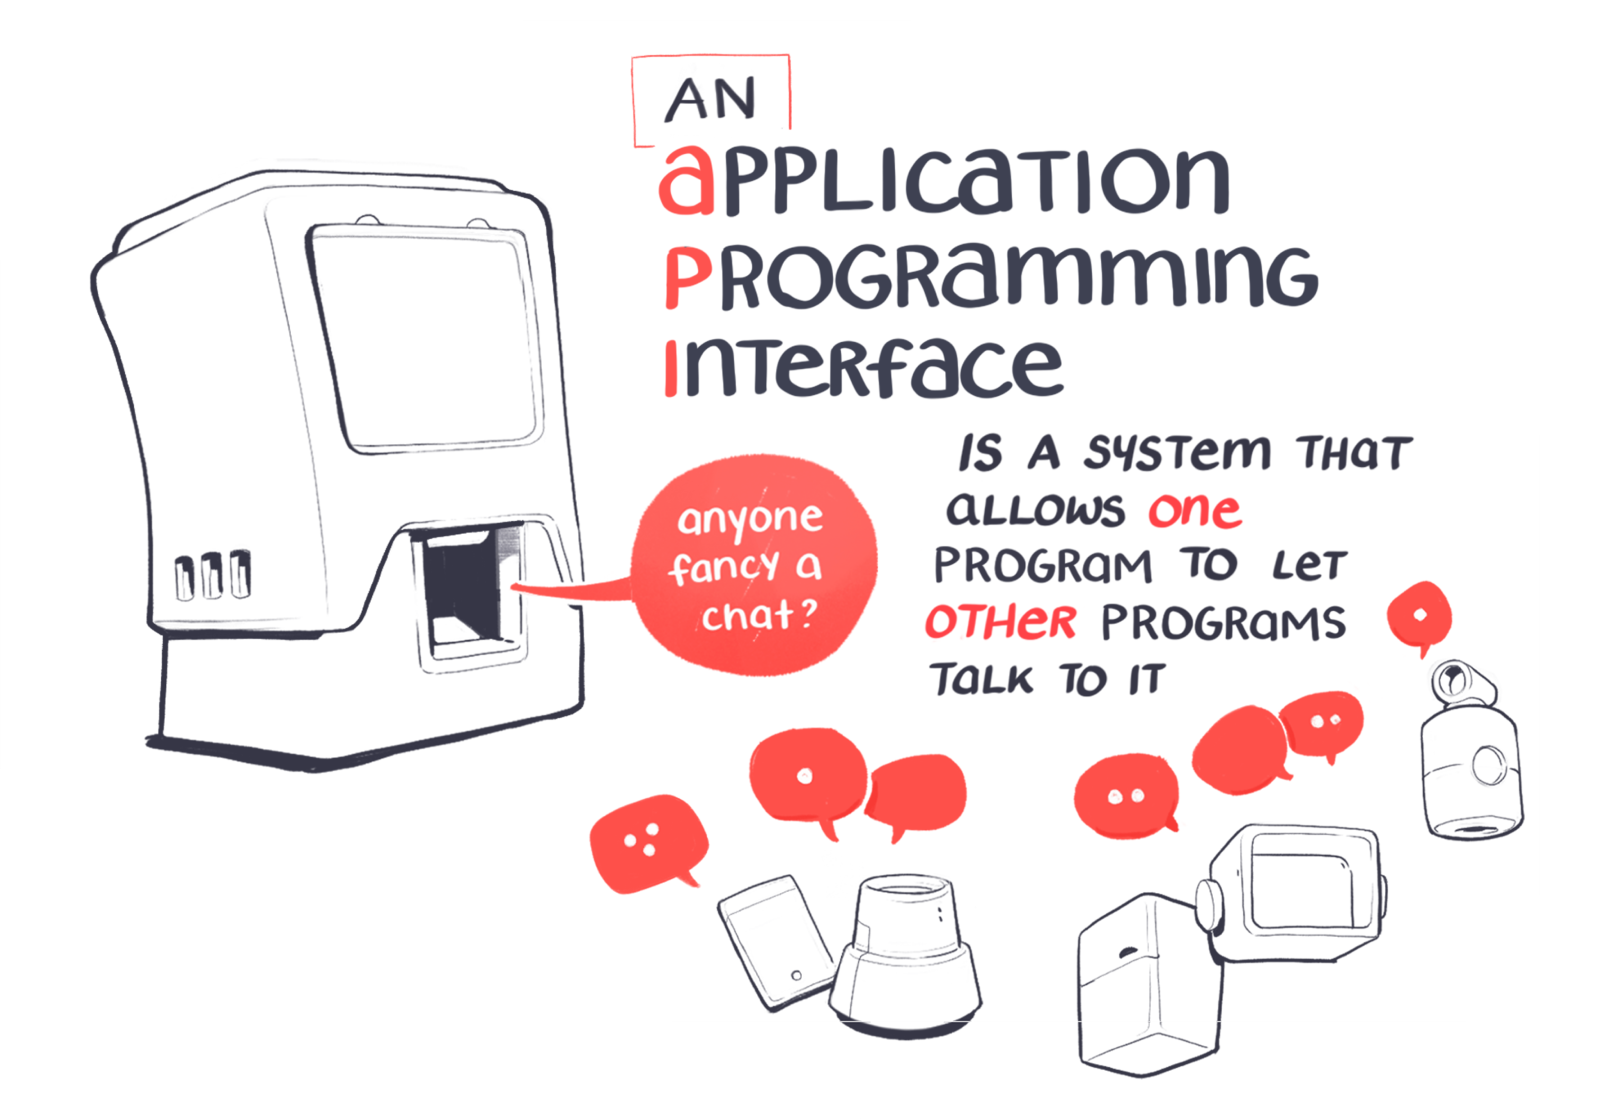 AN
aPPLICaTION
PROGRammING
INTeRface
IS A SYSTem THaT
aLLOWS one
PROGRam TO LeT
OTHeR PROGRamS
TaLK TO IT
anyone
fancy a
chat?